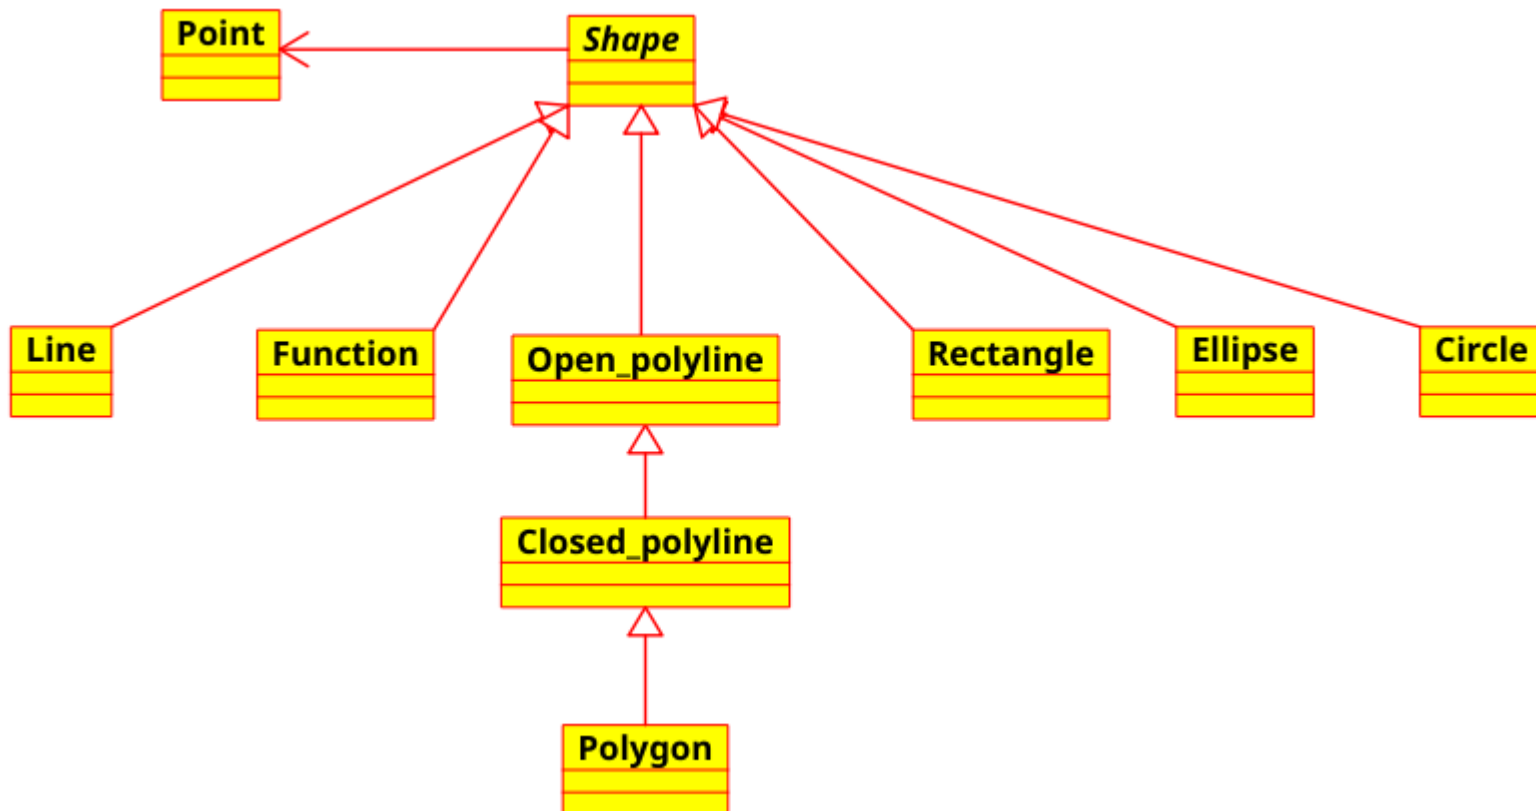 Point
Shape
Line
Function
Open_polyline
Rectangle
Ellipse
Circle
Closed_polyline
Polygon